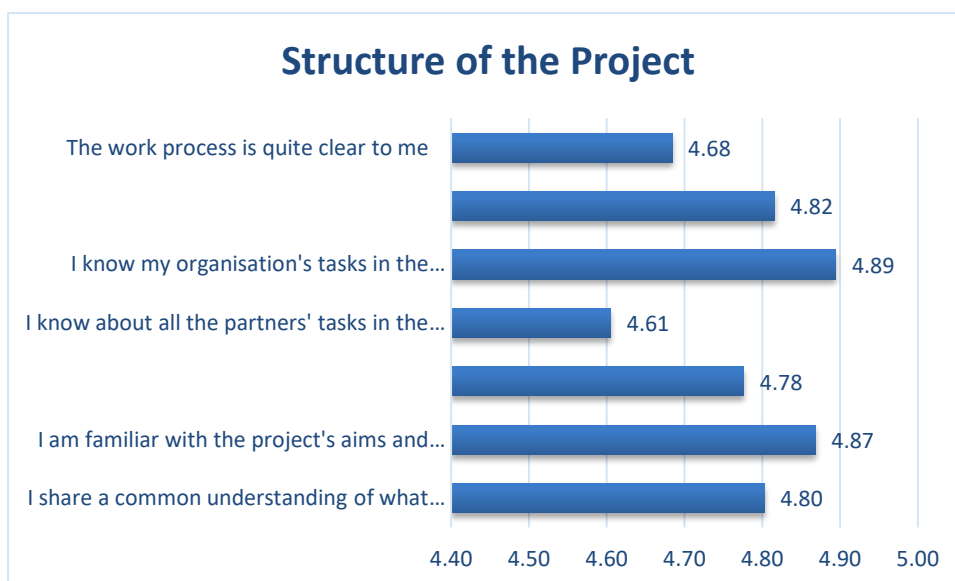 Structure of the Project
The work process is quite clear to me
4.68
4.82
I know my organisation's tasks in the...
4.89
I know about all the partners' tasks in the...
4.61
4.78
I am familiar with the project's aims and...
4.87
I share a common understanding of what...
4.80
4.40 4.50 4.60 4.70 4.80 4.90 5.00